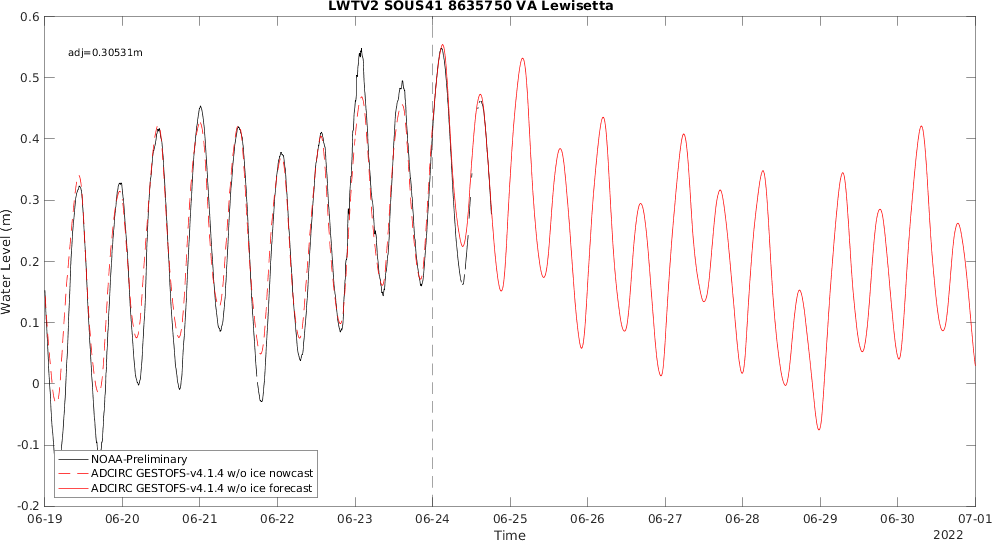 LWTV2 SOUS41 8635750 VA Lewisetta
adj=0.30531m
Water Level (m)
0.6
0.5
0.4
0.3
0.2
0.1
0
-0.1
-0.2
NOAA-Preliminary
ADCIRC GESTOFS-v4.1.4 w/o ice nowcast
ADCIRC GESTOFS-v4.1.4 w/o ice forecast
06-19 06-20 06-21 06-22 06-23 06-24 06-25 06-26 06-27 06-28 06-29 06-30 07-01
Time
2022